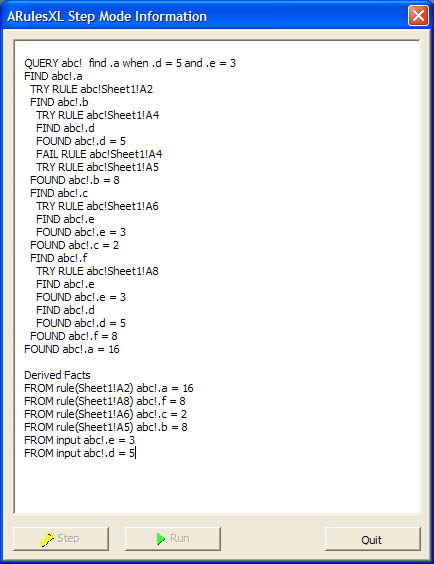 ARulesXL Step Mode Information
QUERY abc!  find .a when .d = 5 and .e = 3
FIND abc!.a
TRY RULE abc!Sheet1!A2
FIND abc!.b
TRY RULE abc!Sheet1!A4
FIND abc!.d
FOUND abc!.d = 5
FAIL RULE abc!Sheet1!A4
TRY RULE abc!Sheet1!A5
FOUND abc!.b = 8
FIND abc!.c
TRY RULE abc!Sheet1!A6
FIND abc!.e
FOUND abc!.e = 3
FOUND abc!.c = 2
FIND abc!.f
TRY RULE abc!Sheet1!A8
FIND abc!.e
FOUND abc!.e = 3
FIND abc!.d
FOUND abc!.d = 5
FOUND abc!.f = 8
FOUND abc!.a = 16
Derived Facts
FROM rule(Sheet1!A2) abc!.a = 16
FROM rule(Sheet1!A8) abc!.f = 8
FROM rule(Sheet1!A6) abc!.c = 2
FROM rule(Sheet1!A5) abc!.b = 8
FROM input abc!.e = 3
FROM input abc!.d = 5
Step Run Quit